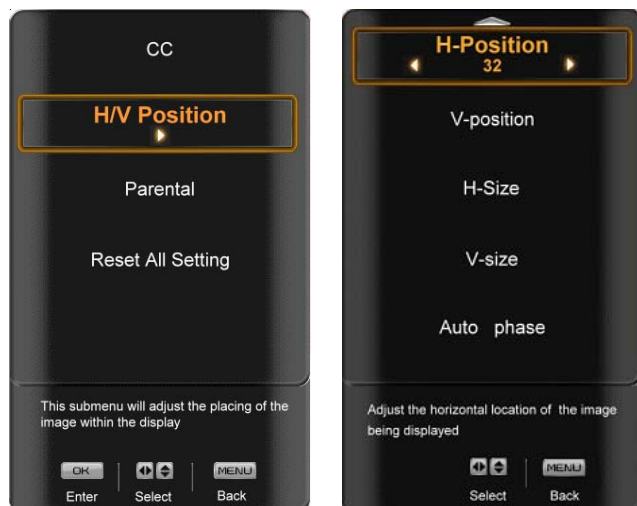 CC
H/V Position
Parental
Reset All Setting
This submenu will adjust the placing of the
image within the display
OK
MENU
Enter
Select
Back
H-Position
32
V-position
H-Size
V-size
Auto phase
Adjust the horizontal location of the image
being displayed
MENU
Select
Back